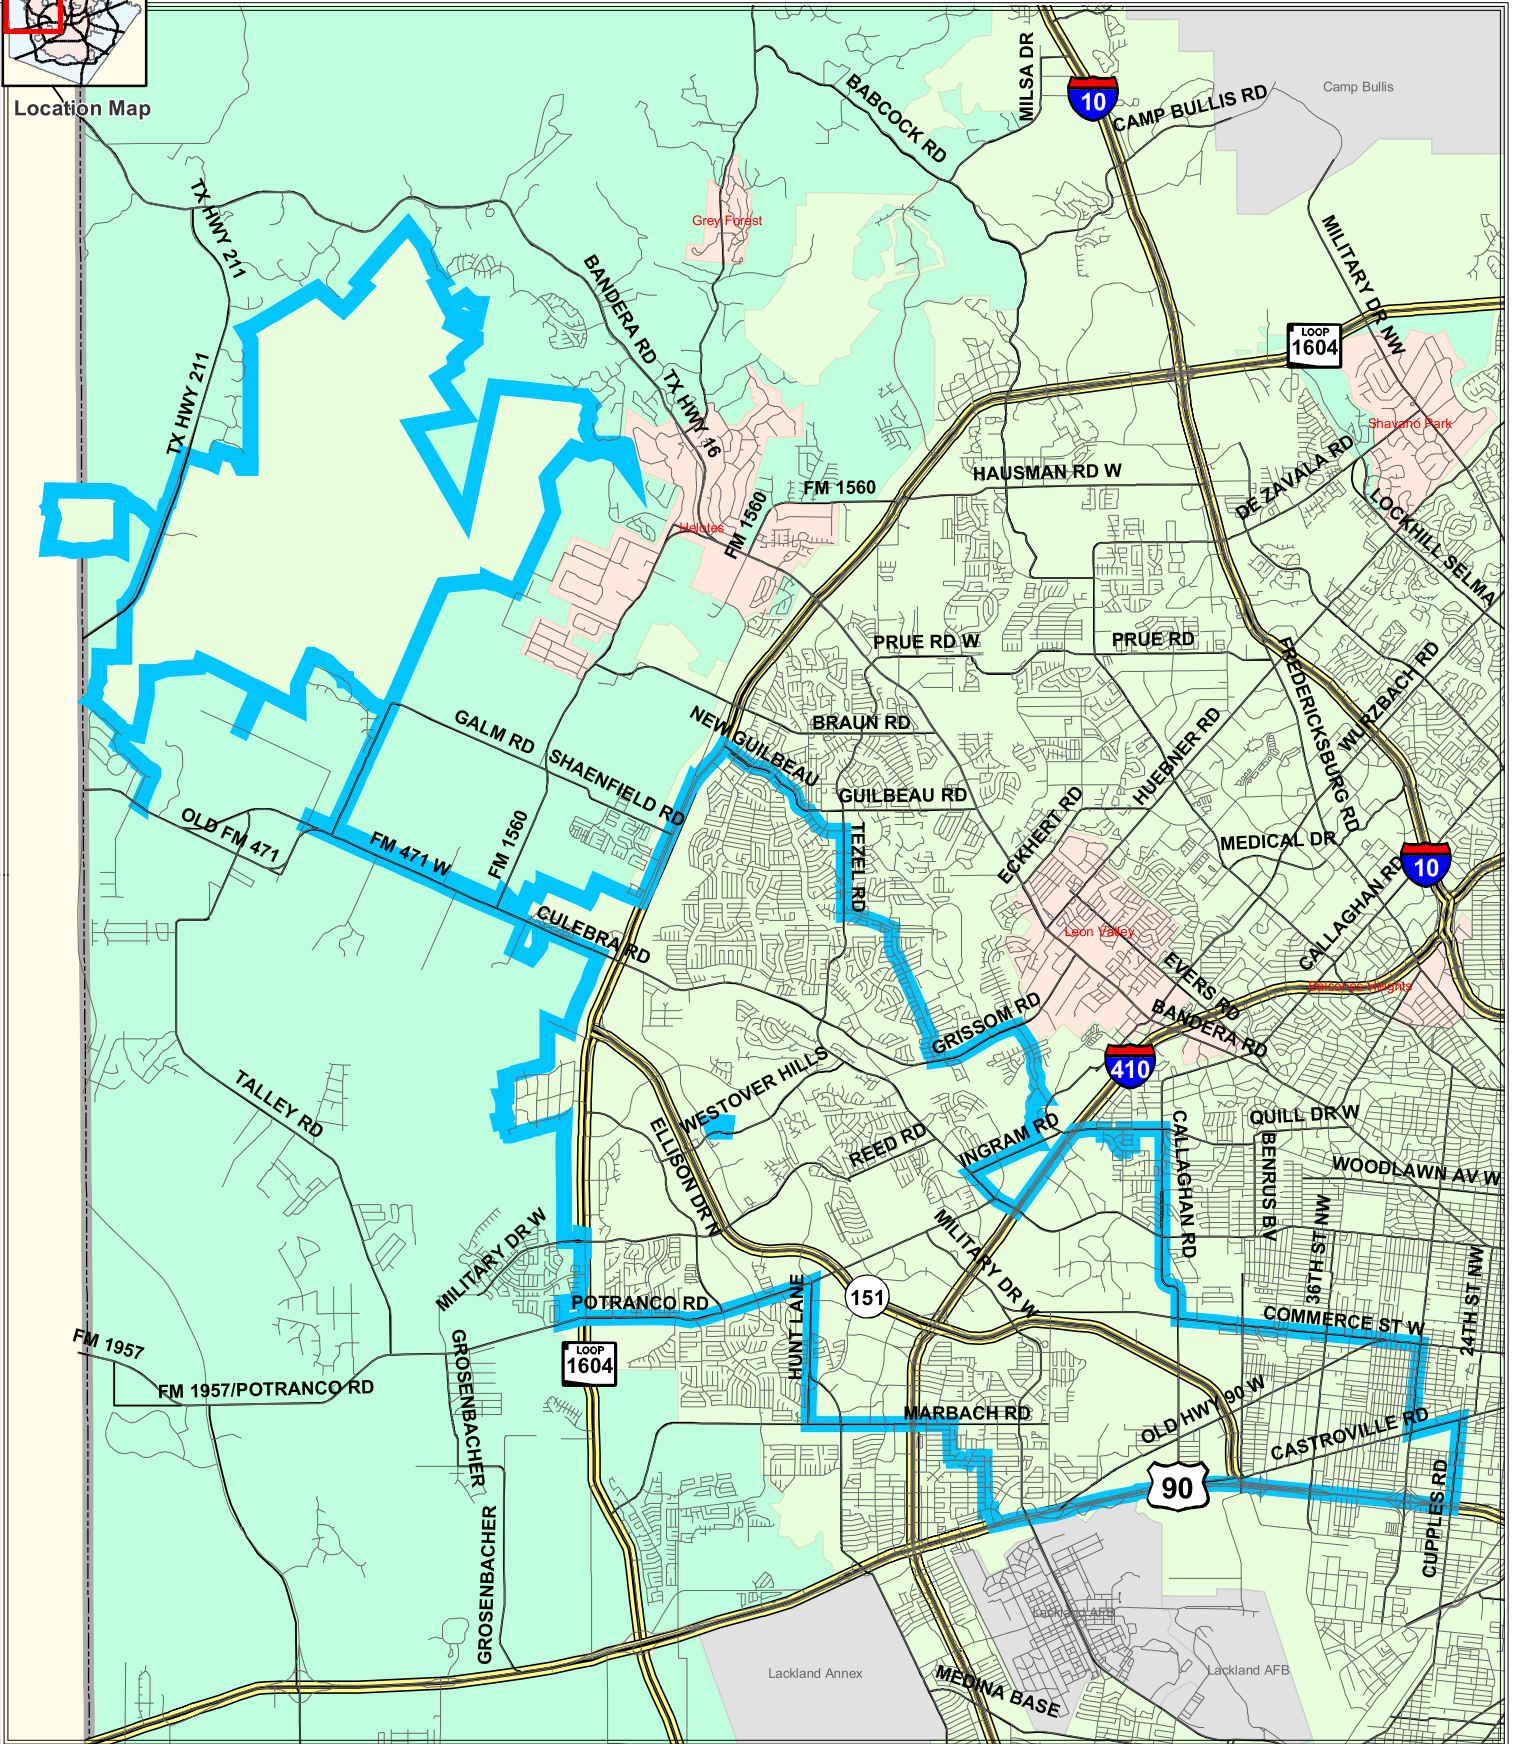 Location Map
MILSA DR
BABCOCK RD
10
CAMP BULLIS RD
Camp Bullis
TX HWY 211
Grey Forest
BANDERA RD
MILITARY DR NW
LOOP
1604
TX HWY 211
TX HWY 16
Shavano Park
FM 1560
HAUSMAN RD W
DE ZAVALA RD
LOCKHILL SELMA
Helotes
FM 1560
PRUE RD W
PRUE RD
FREDERICKSBURG RD
WURZBACH RD
GALM RD
NEW GUILBEAU
BRAUN RD
HUEBNER RD
SHAENFIELD RD
GUILBEAU RD
ECKHERT RD
OLD FM 471
FM 471 W
FM 1560
TEZEL RD
MEDICAL DR
10
CALLAGHAN RD
CULEBRA RD
Leon Valley
EVERS RD
Balcones Heights
BANDERA RD
GRISSOM RD
410
TALLEY RD
WESTOVER HILLS
ELLISON DR N
REED RD
INGRAM RD
CALLAGHAN RD
QUILL DR W
BENRUS BV
WOODLAWN AV W
36TH ST NW
MILITARY DR W
MILITARY DR W
24TH ST NW
POTRANCO RD
HUNT LANE
151
COMMERCE ST W
FM 1957
LOOP
1604
FM 1957/POTRANCO RD
GROSENBACHER
MARBACH RD
OLD HWY 90 W
CASTROVILLE RD
90
CUPPLES RD
GROSENBACHER
Lackland AFB
Lackland Annex
MEDINA BASE
Lackland AFB